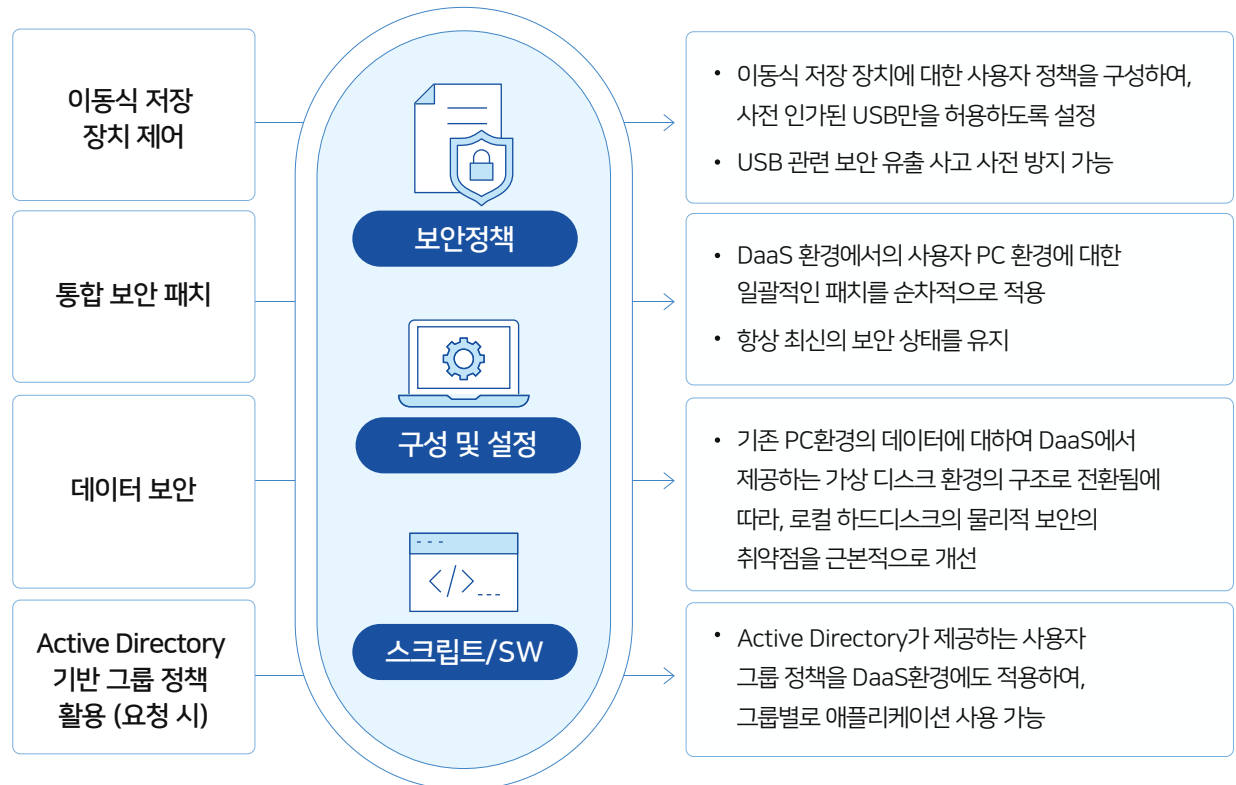 이동식 저장
장치 제어
통합 보안 패치
데이터 보안
Active Directory
기반 그룹 정책
활용 (요청 시)
보안정책
구성 및 설정
</>
스크립트/SW
• 이동식 저장 장치에 대한 사용자 정책을 구성하여,
사전 인가된 USB만을 허용하도록 설정
• USB 관련 보안 유출 사고 사전 방지 가능
• DaaS 환경에서의 사용자 PC 환경에 대한
일괄적인 패치를 순차적으로 적용
• 항상 최신의 보안 상태를 유지
• 기존 PC환경의 데이터에 대하여 DaaS에서
제공하는 가상 디스크 환경의 구조로 전환됨에
따라, 로컬 하드디스크의 물리적 보안의
취약점을 근본적으로 개선
• Active Directory가 제공하는 사용자
그룹 정책을 DaaS환경에도 적용하여,
그룹별로 애플리케이션 사용 가능